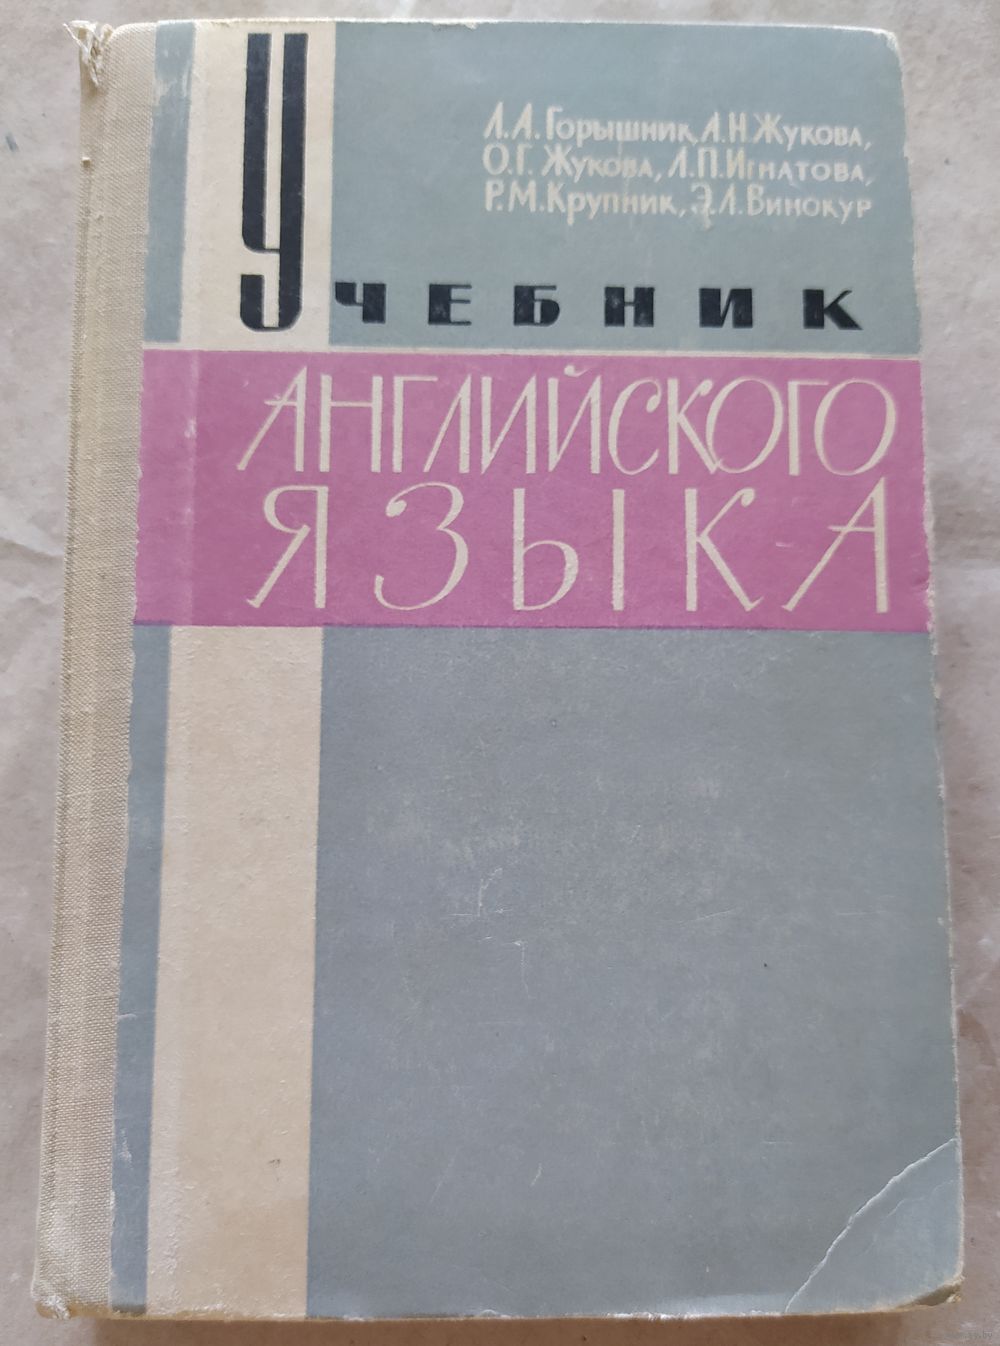 Л.А.Горышник, Л.Н.Жукова,
О.Г.Жукова, Л.П.Игнатова,
Р.М.Крупник, Э.Л.Винокур
Учебник
АНГЛИЙСКОГО
ЯЗЫКА